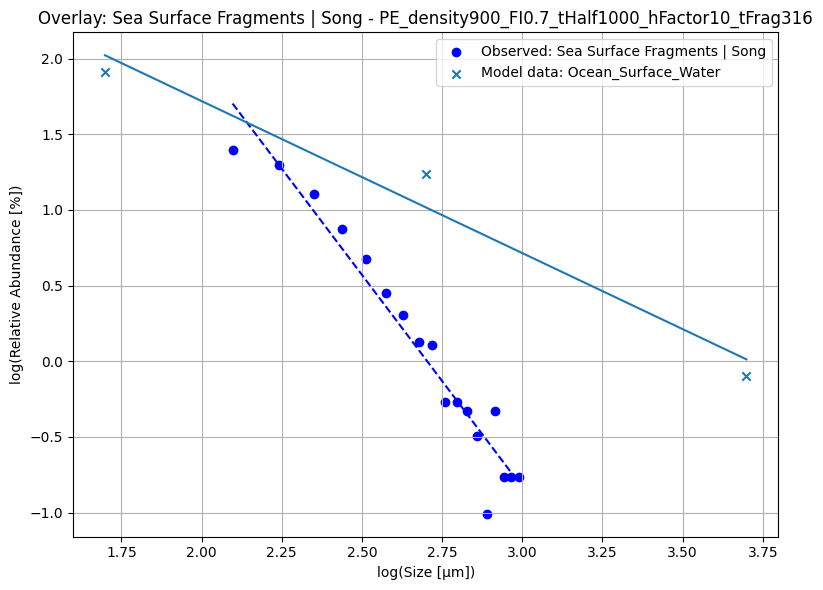 Overlay: Sea Surface Fragments | Song - PE_density900_FI0.7_tHalf1000_hFactor10_tFrag316
Observed: Sea Surface Fragments | Song
Model data: Ocean_Surface_Water
log(Relative Abundance [%])
2.0
1.5
1.0
0.5
0.0
−0.5
−1.0
1.75 2.00 2.25 2.50 2.75 3.00 3.25 3.50 3.75
log(Size [μm])